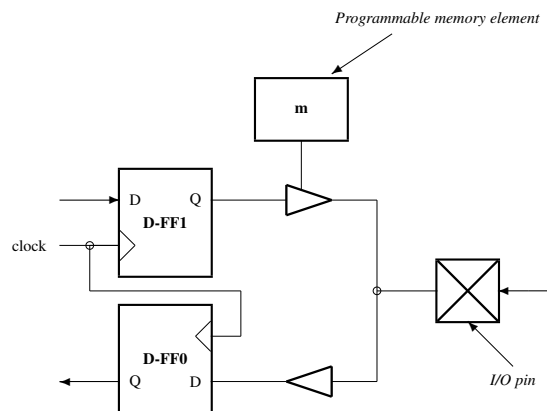 Programmable memory element
m
D
Q
D-FF1
clock
D-FF0
Q
D
I/O pin